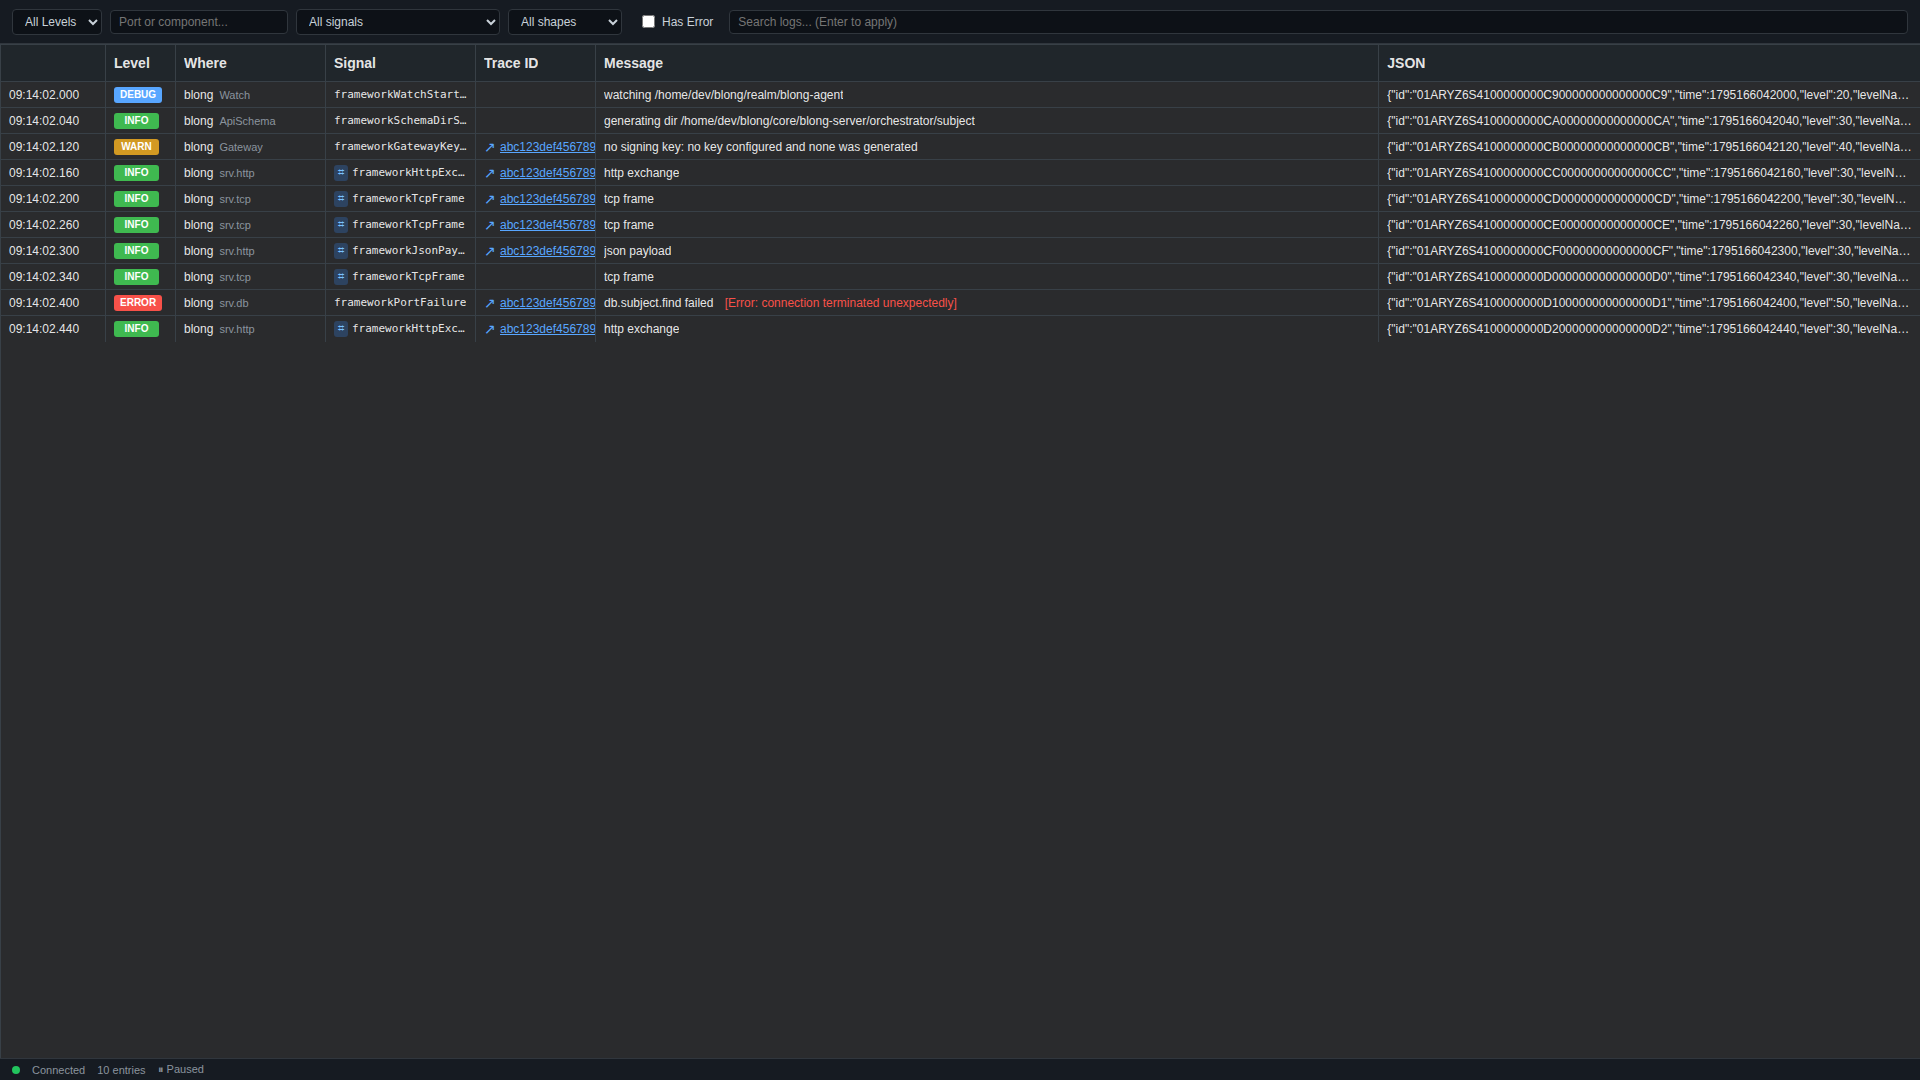 All Levels Port or component... All signals All shapes Has Error Search logs... (Enter to apply)
Level Where Signal Trace ID Message JSON
09:14:02.000 DEBUG blong Watch frameworkWatchStart… watching /home/dev/blong/realm/blong-agent {"id":"01ARYZ6S4100000000C900000000000000C9","time":1795166042000,"level":20,"levelNa…
09:14:02.040 INFO blong ApiSchema frameworkSchemaDirS… generating dir /home/dev/blong/core/blong-server/orchestrator/subject {"id":"01ARYZ6S4100000000CA00000000000000CA","time":1795166042040,"level":30,"levelNa…
09:14:02.120 WARN blong Gateway frameworkGatewayKey… ↗ abc123def456789 no signing key: no key configured and none was generated {"id":"01ARYZ6S4100000000CB00000000000000CB","time":1795166042120,"level":40,"levelNa…
09:14:02.160 INFO blong srv.http frameworkHttpExc… ↗ abc123def456789 http exchange {"id":"01ARYZ6S4100000000CC00000000000000CC","time":1795166042160,"level":30,"levelN…
09:14:02.200 INFO blong srv.tcp frameworkTcpFrame ↗ abc123def456789 tcp frame {"id":"01ARYZ6S4100000000CD00000000000000CD","time":1795166042200,"level":30,"levelN…
09:14:02.260 INFO blong srv.tcp frameworkTcpFrame ↗ abc123def456789 tcp frame {"id":"01ARYZ6S4100000000CE00000000000000CE","time":1795166042260,"level":30,"levelNa…
09:14:02.300 INFO blong srv.http frameworkJsonPay… ↗ abc123def456789 json payload {"id":"01ARYZ6S4100000000CF00000000000000CF","time":1795166042300,"level":30,"levelNa…
09:14:02.340 INFO blong srv.tcp frameworkTcpFrame tcp frame {"id":"01ARYZ6S4100000000D000000000000000D0","time":1795166042340,"level":30,"levelNa…
09:14:02.400 ERROR blong srv.db frameworkPortFailure ↗ abc123def456789 db.subject.find failed [Error: connection terminated unexpectedly] {"id":"01ARYZ6S4100000000D100000000000000D1","time":1795166042400,"level":50,"levelNa…
09:14:02.440 INFO blong srv.http frameworkHttpExc… ↗ abc123def456789 http exchange {"id":"01ARYZ6S4100000000D200000000000000D2","time":1795166042440,"level":30,"levelNa…
Connected 10 entries Paused